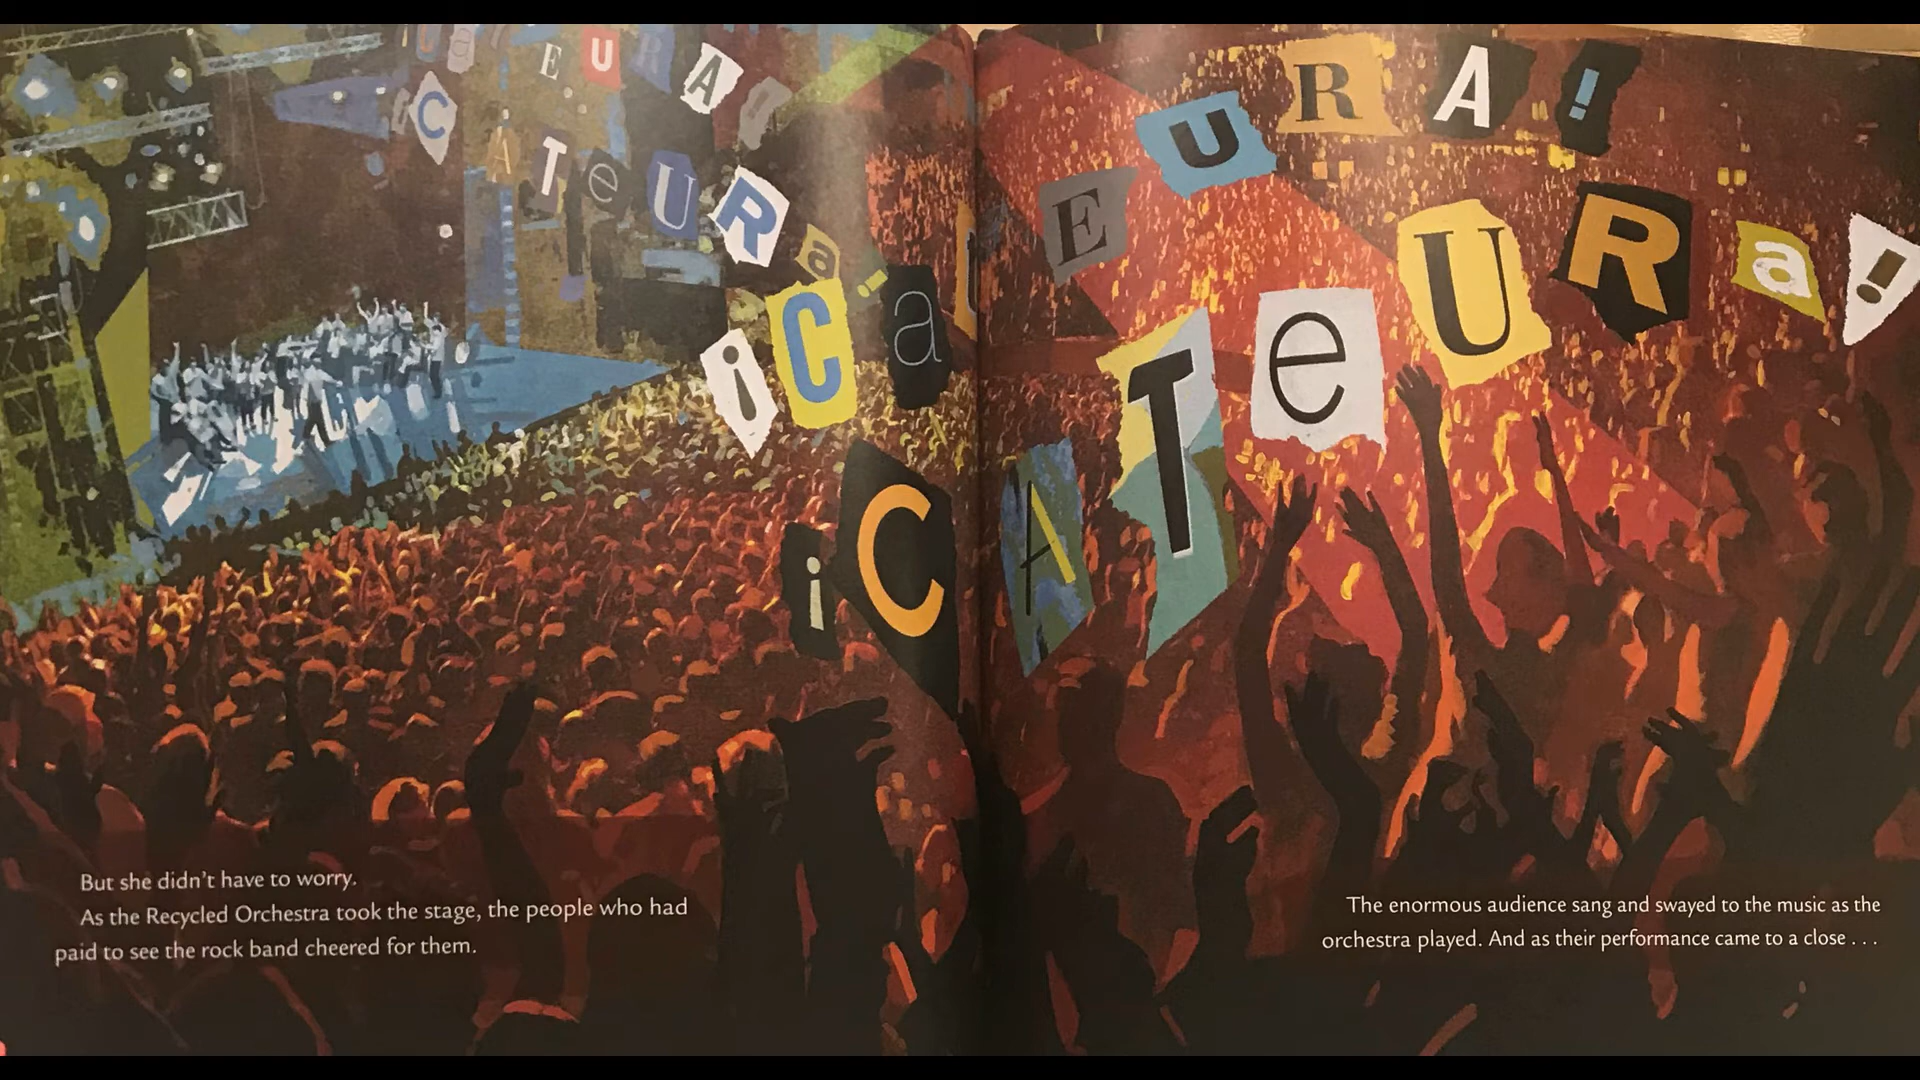 ¡Ca EURA!
¡CATeURa!
¡CateURA!
¡CATeURa!
But she didn't have to worry.
As the Recycled Orchestra took the stage, the people who had
paid to see the rock band cheered for them.
The enormous audience sang and swayed to the music as the
orchestra played. And as their performance came to a close . . .